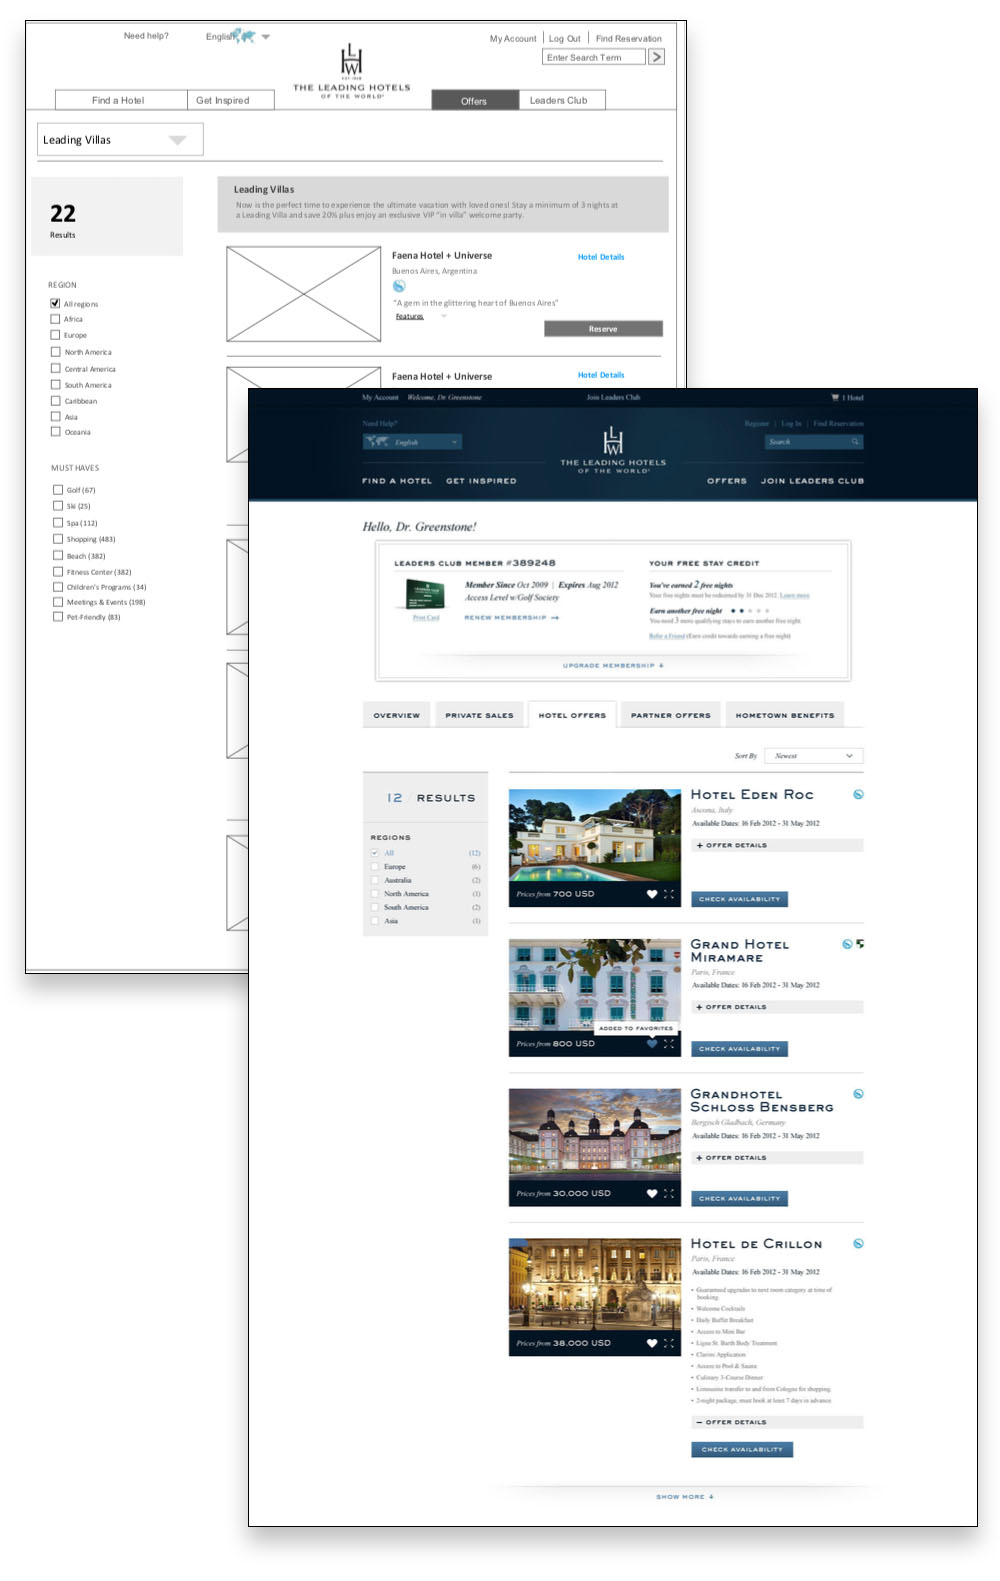 Need help?
English
My Account | Log Out | Find Reservation
Enter Search Term
>
LHW
EST 1928
THE LEADING HOTELS
OF THE WORLD®
Find a Hotel
Get Inspired
Offers
Leaders Club
Leading Villas
22
Results
Leading Villas
Now is the perfect time to experience the ultimate vacation with loved ones! Stay a minimum of 3 nights at
a Leading Villa and save 20% plus enjoy an exclusive VIP "in villa" welcome party.
REGION
All regions
Africa
Europe
North America
Central America
South America
Caribbean
Asia
Oceania
MUST HAVES
Golf (67)
Ski (25)
Spa (112)
Shopping (483)
Beach (382)
Fitness Center (382)
Children's Programs (34)
Meetings & Events (198)
Pet-Friendly (83)
Faena Hotel + Universe
Hotel Details
Buenos Aires, Argentina
"A gem in the glittering heart of Buenos Aires"
Features
Reserve
Faena Hotel + Universe
Hotel Details
My Account Welcome, Dr. Greenstone
Join Leaders Club
1 Hotel
Need Help?
English
Register | Log In | Find Reservation
Search
LHW
THE LEADING HOTELS
OF THE WORLD®
FIND A HOTEL GET INSPIRED
OFFERS JOIN LEADERS CLUB
Hello, Dr. Greenstone!
LEADERS CLUB MEMBER #389248
Member Since Oct 2009 | Expires Aug 2012
Access Level w/Golf Society
Print Card
RENEW MEMBERSHIP →
YOUR FREE STAY CREDIT
You've earned 2 free nights
Your free nights must be redeemed by 31 Dec 2012. Learn more
Earn another free night
You need 3 more qualifying stays to earn another free night.
Refer a Friend (Earn credit towards earning a free night)
UPGRADE MEMBERSHIP ↓
OVERVIEW
PRIVATE SALES
HOTEL OFFERS
PARTNER OFFERS
HOMETOWN BENEFITS
Sort By Newest
12 / RESULTS
REGIONS
All (12)
Europe (6)
Australia (2)
North America (1)
South America (2)
Asia (1)
HOTEL EDEN ROC
Ascona, Italy
Available Dates: 16 Feb 2012 - 31 May 2012
+ OFFER DETAILS
Prices from 700 USD
CHECK AVAILABILITY
GRAND HOTEL
MIRAMARE
Paris, France
Available Dates: 16 Feb 2012 - 31 May 2012
+ OFFER DETAILS
ADDED TO FAVORITES
Prices from 800 USD
CHECK AVAILABILITY
GRANDHOTEL
SCHLOSS BENSBERG
Bergisch Gladbach, Germany
Available Dates: 16 Feb 2012 - 31 May 2012
+ OFFER DETAILS
Prices from 30,000 USD
CHECK AVAILABILITY
HOTEL DE CRILLON
Paris, France
Available Dates: 16 Feb 2012 - 31 May 2012
• Guaranteed upgrades to next room category at time of
booking.
• Welcome Cocktails
• Daily Buffet Breakfast
• Access to Mini Bar
• Ligne St. Barth Body Treatment
• Clarins Application
• Access to Pool & Sauna
• Culinary 3-Course Dinner
• Limousine transfer to and from Cologne for shopping.
• 2-night package, must book at least 7 days in advance.
Prices from 38,000 USD
– OFFER DETAILS
CHECK AVAILABILITY
SHOW MORE ↓